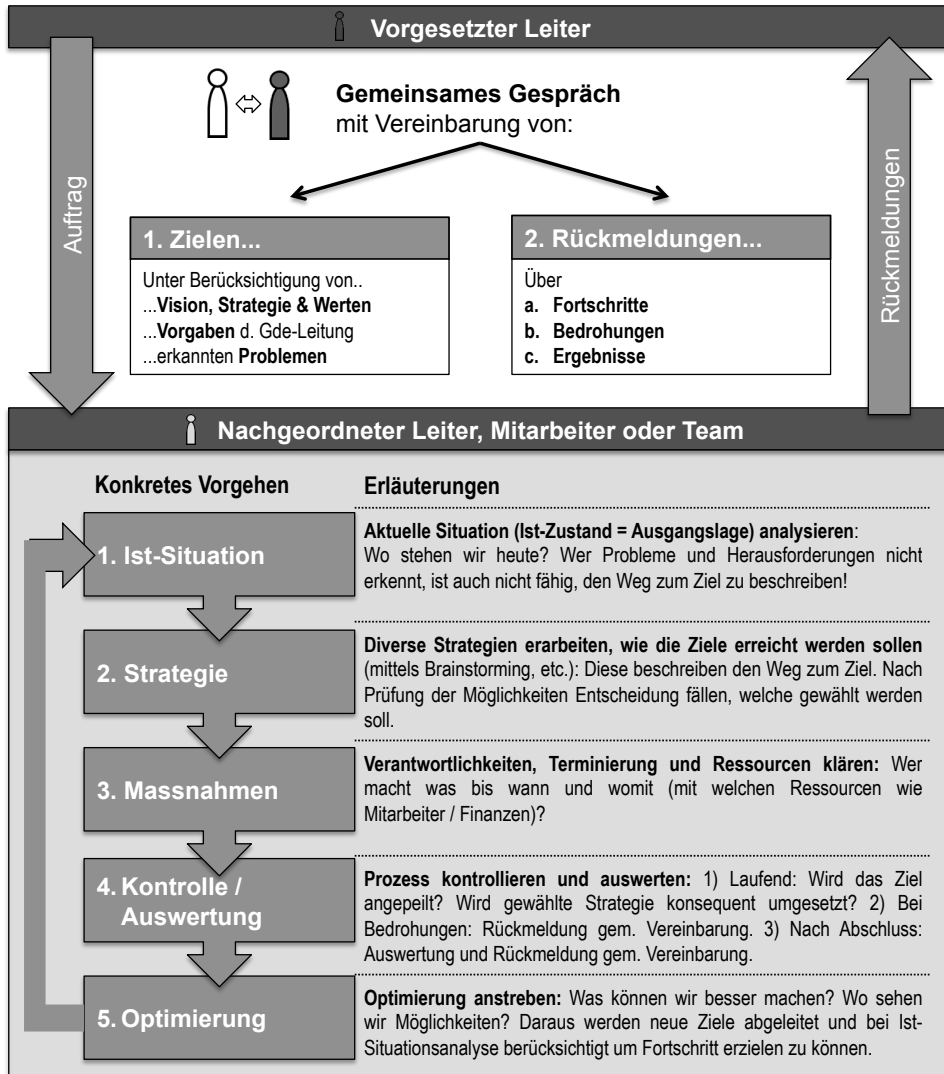 Vorgesetzter Leiter
Auftrag
Rückmeldungen
Gemeinsames Gespräch
mit Vereinbarung von:
1. Zielen...
Unter Berücksichtigung von..
...Vision, Strategie & Werten
...Vorgaben d. Gde-Leitung
...erkannten Problemen
2. Rückmeldungen...
Über
a. Fortschritte
b. Bedrohungen
c. Ergebnisse
Nachgeordneter Leiter, Mitarbeiter oder Team
Konkretes Vorgehen
Erläuterungen
1. Ist-Situation
Aktuelle Situation (Ist-Zustand = Ausgangslage) analysieren:
Wo stehen wir heute? Wer Probleme und Herausforderungen nicht
erkennt, ist auch nicht fähig, den Weg zum Ziel zu beschreiben!
2. Strategie
Diverse Strategien erarbeiten, wie die Ziele erreicht werden sollen
(mittels Brainstorming, etc.): Diese beschreiben den Weg zum Ziel. Nach
Prüfung der Möglichkeiten Entscheidung fällen, welche gewählt werden
soll.
3. Massnahmen
Verantwortlichkeiten, Terminierung und Ressourcen klären: Wer
macht was bis wann und womit (mit welchen Ressourcen wie
Mitarbeiter / Finanzen)?
4. Kontrolle /
Auswertung
Prozess kontrollieren und auswerten: 1) Laufend: Wird das Ziel
angepeilt? Wird gewählte Strategie konsequent umgesetzt? 2) Bei
Bedrohungen: Rückmeldung gem. Vereinbarung. 3) Nach Abschluss:
Auswertung und Rückmeldung gem. Vereinbarung.
5. Optimierung
Optimierung anstreben: Was können wir besser machen? Wo sehen
wir Möglichkeiten? Daraus werden neue Ziele abgeleitet und bei Ist-
Situationsanalyse berücksichtigt um Fortschritt erzielen zu können.